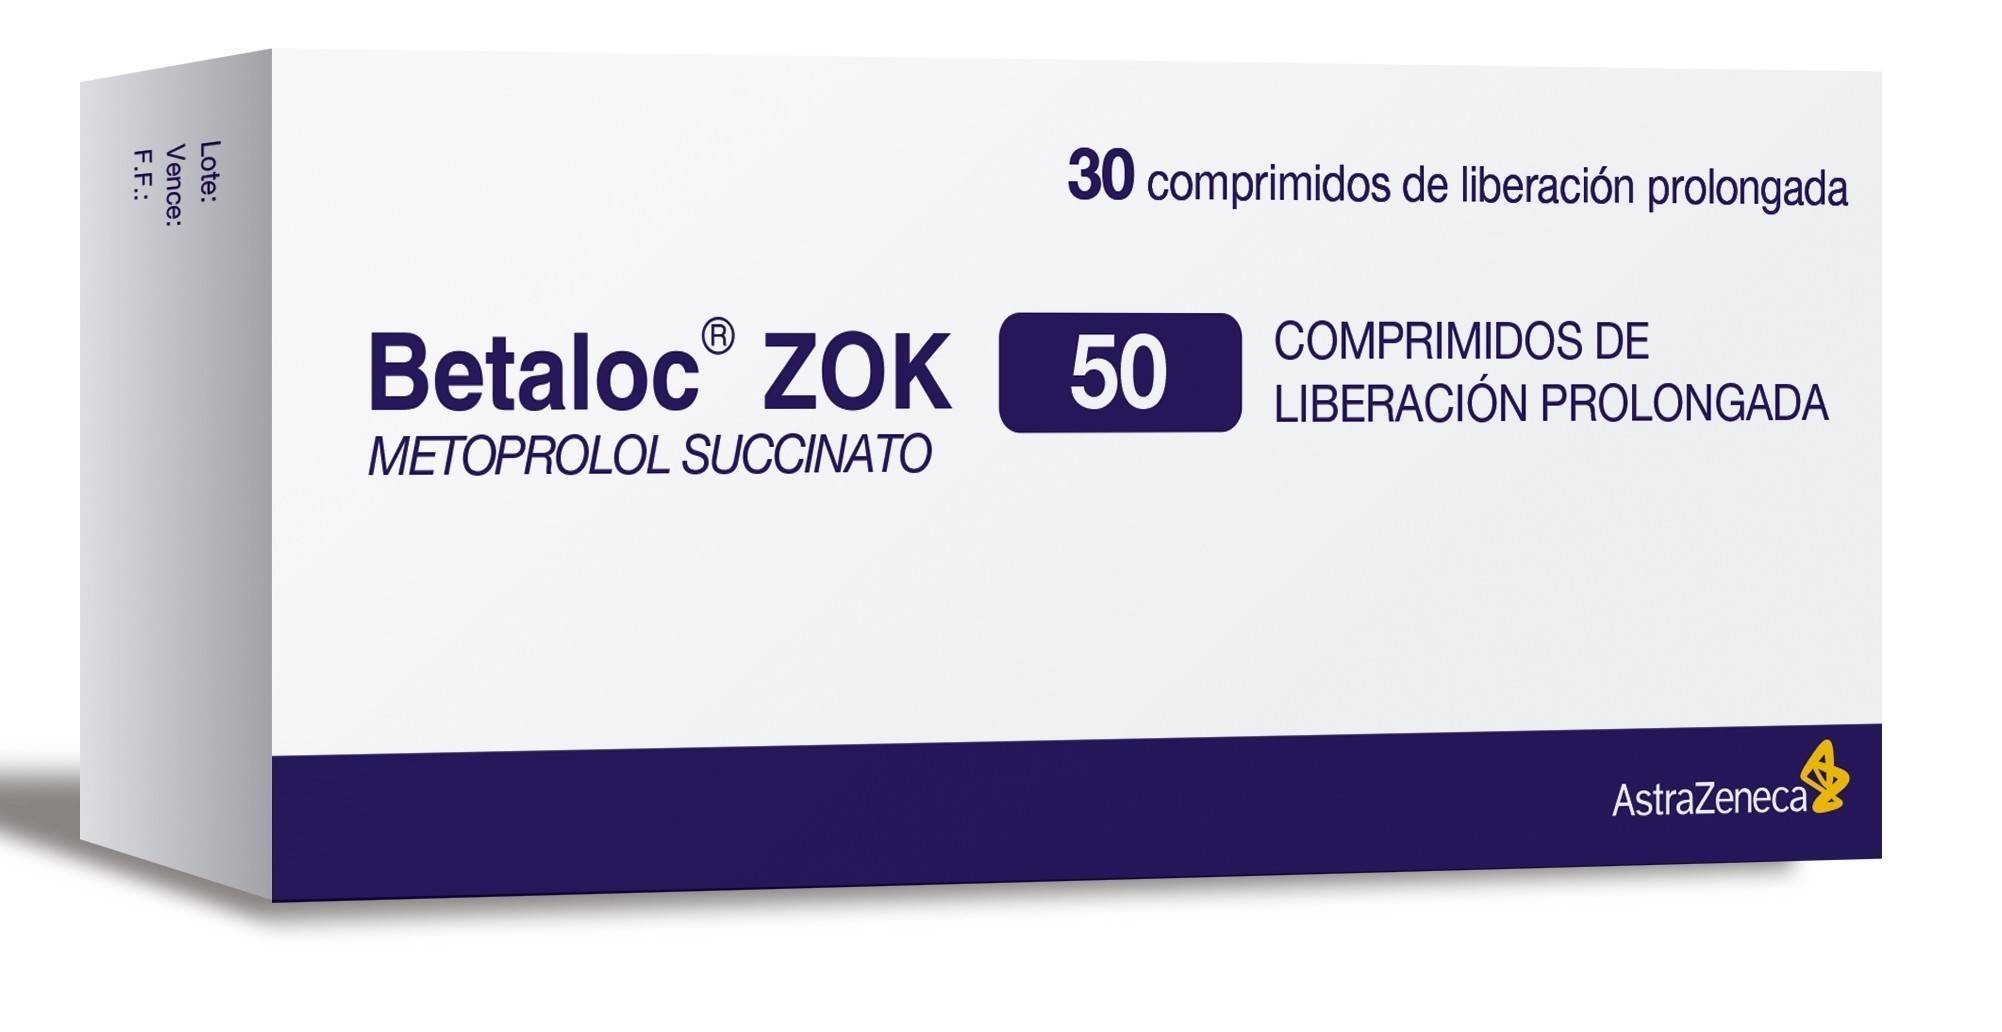 Lote:
Vence:
F.F.:
30 comprimidos de liberación prolongada
Betaloc® ZOK 50 COMPRIMIDOS DE
LIBERACIÓN PROLONGADA
METOPROLOL SUCCINATO
AstraZeneca